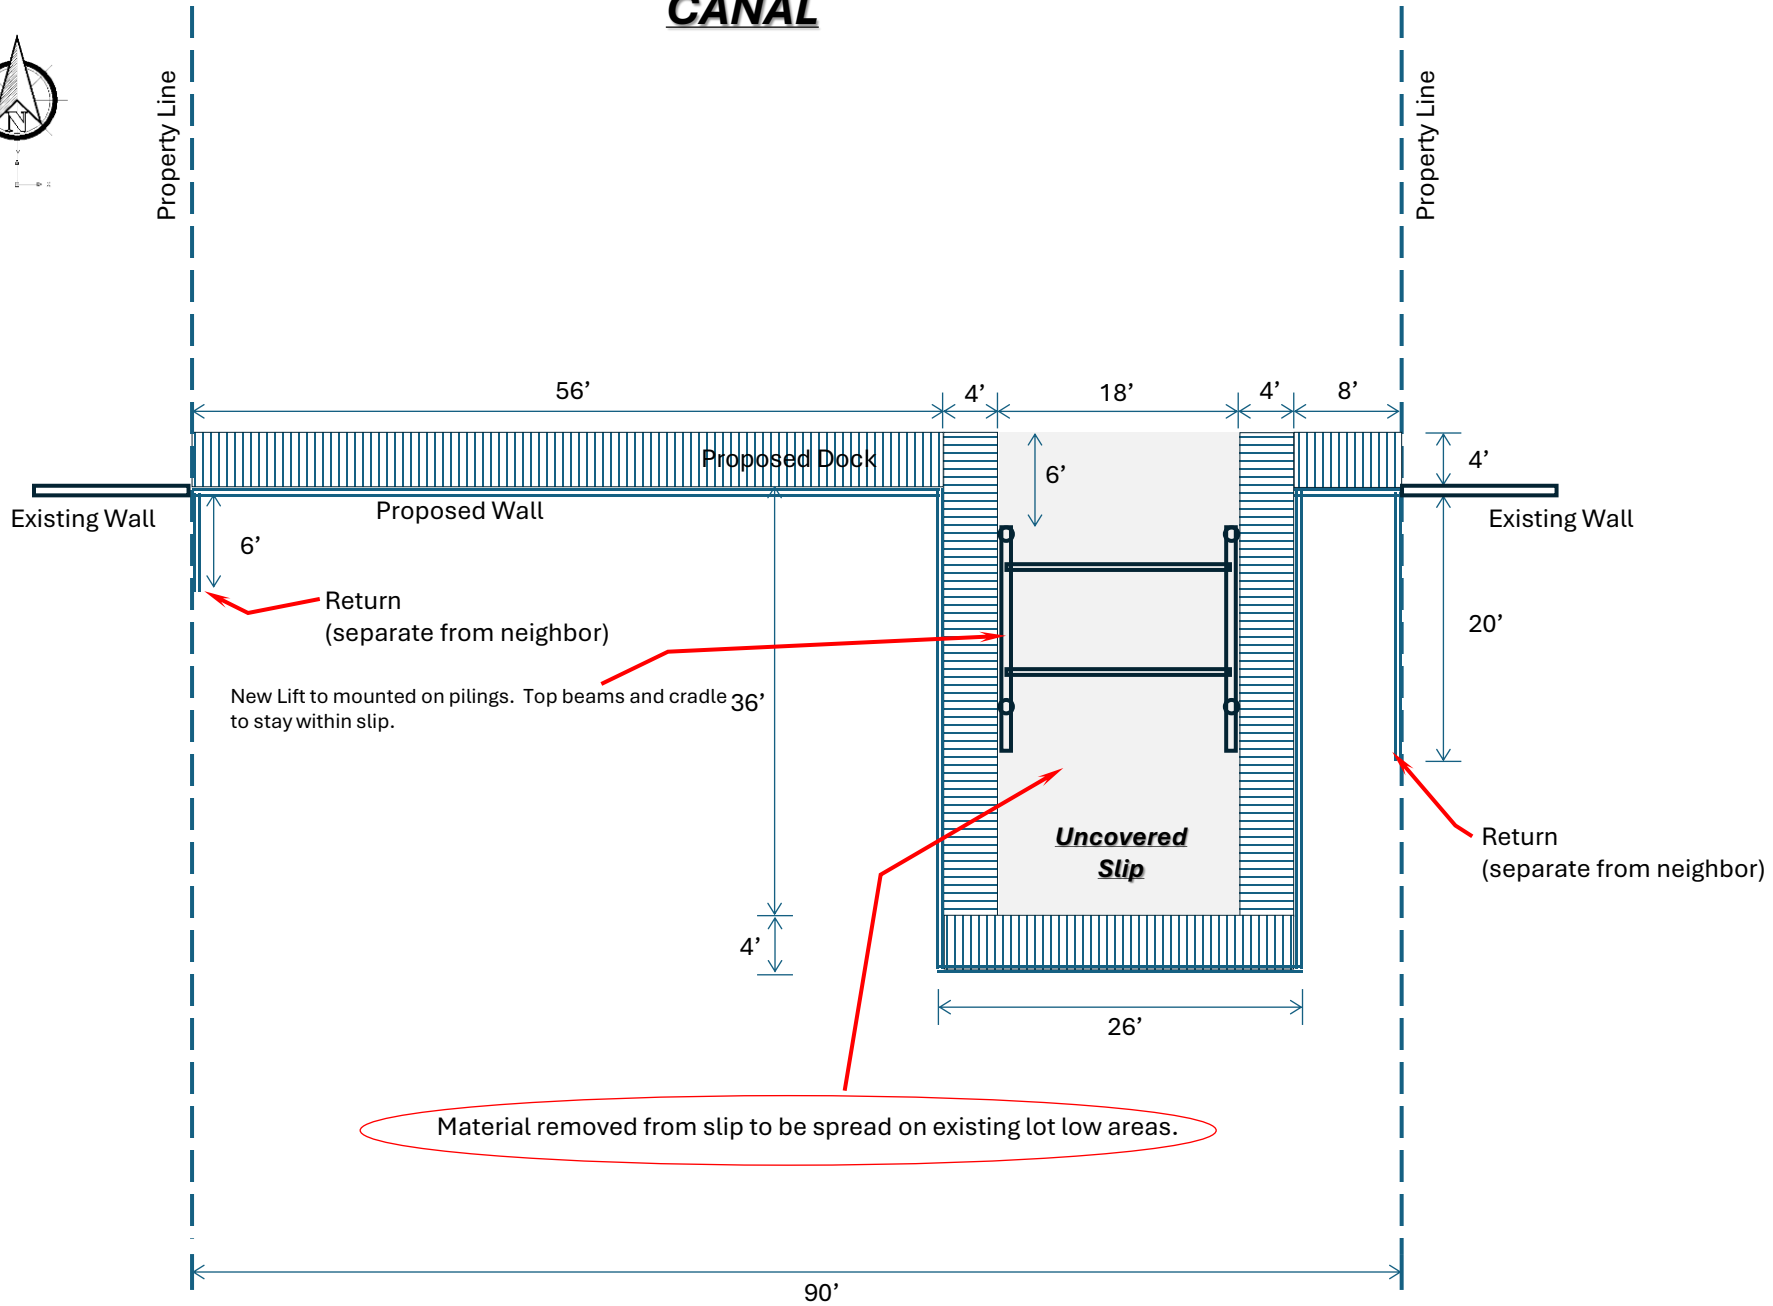 CANAL
Property Line
Property Line
N
56’
4’
18’
4’
8’
Proposed Dock
6’
4’
Existing Wall
Proposed Wall
Existing Wall
6’
Return
(separate from neighbor)
20’
New Lift to mounted on pilings. Top beams and cradle
to stay within slip.
36’
Uncovered
Slip
Return
(separate from neighbor)
4’
26’
Material removed from slip to be spread on existing lot low areas.
90’